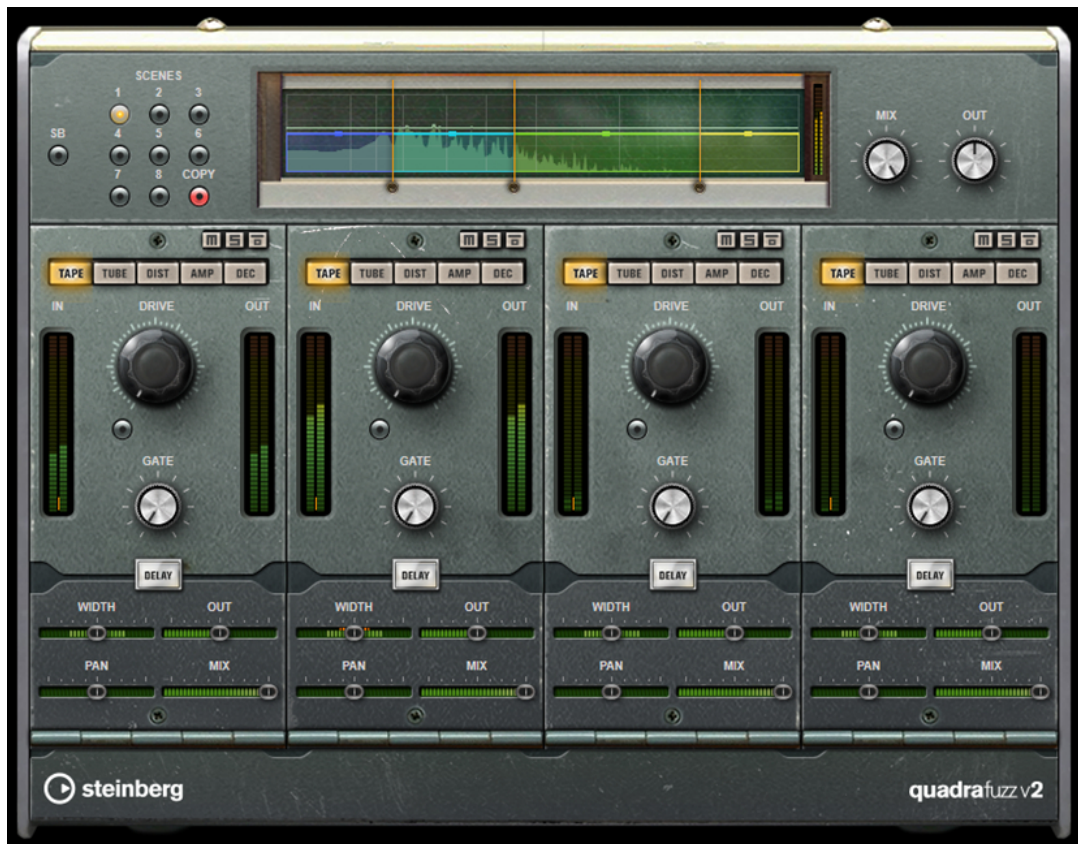 SCENES
1 2 3
SB
4 5 6
7 8 COPY
MIX OUT
TAPE TUBE DIST AMP DEC
IN DRIVE OUT
GATE
DELAY
WIDTH OUT
PAN MIX
TAPE TUBE DIST AMP DEC
IN DRIVE OUT
GATE
DELAY
WIDTH OUT
PAN MIX
TAPE TUBE DIST AMP DEC
IN DRIVE OUT
GATE
DELAY
WIDTH OUT
PAN MIX
TAPE TUBE DIST AMP DEC
IN DRIVE OUT
GATE
DELAY
WIDTH OUT
PAN MIX
steinberg
quadrafuzz v2